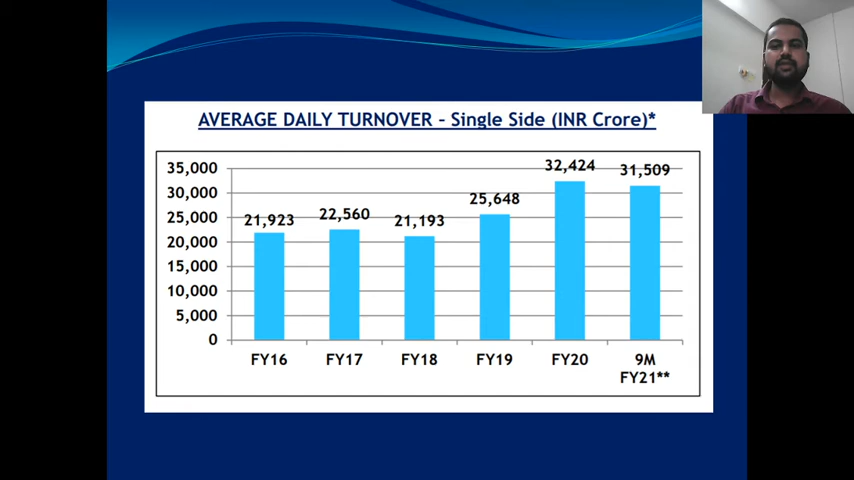 AVERAGE DAILY TURNOVER – Single Side (INR Crore)*
35,000
30,000
25,000
20,000
15,000
10,000
5,000
0
21,923
22,560
21,193
25,648
32,424
31,509
FY16
FY17
FY18
FY19
FY20
9M
FY21**